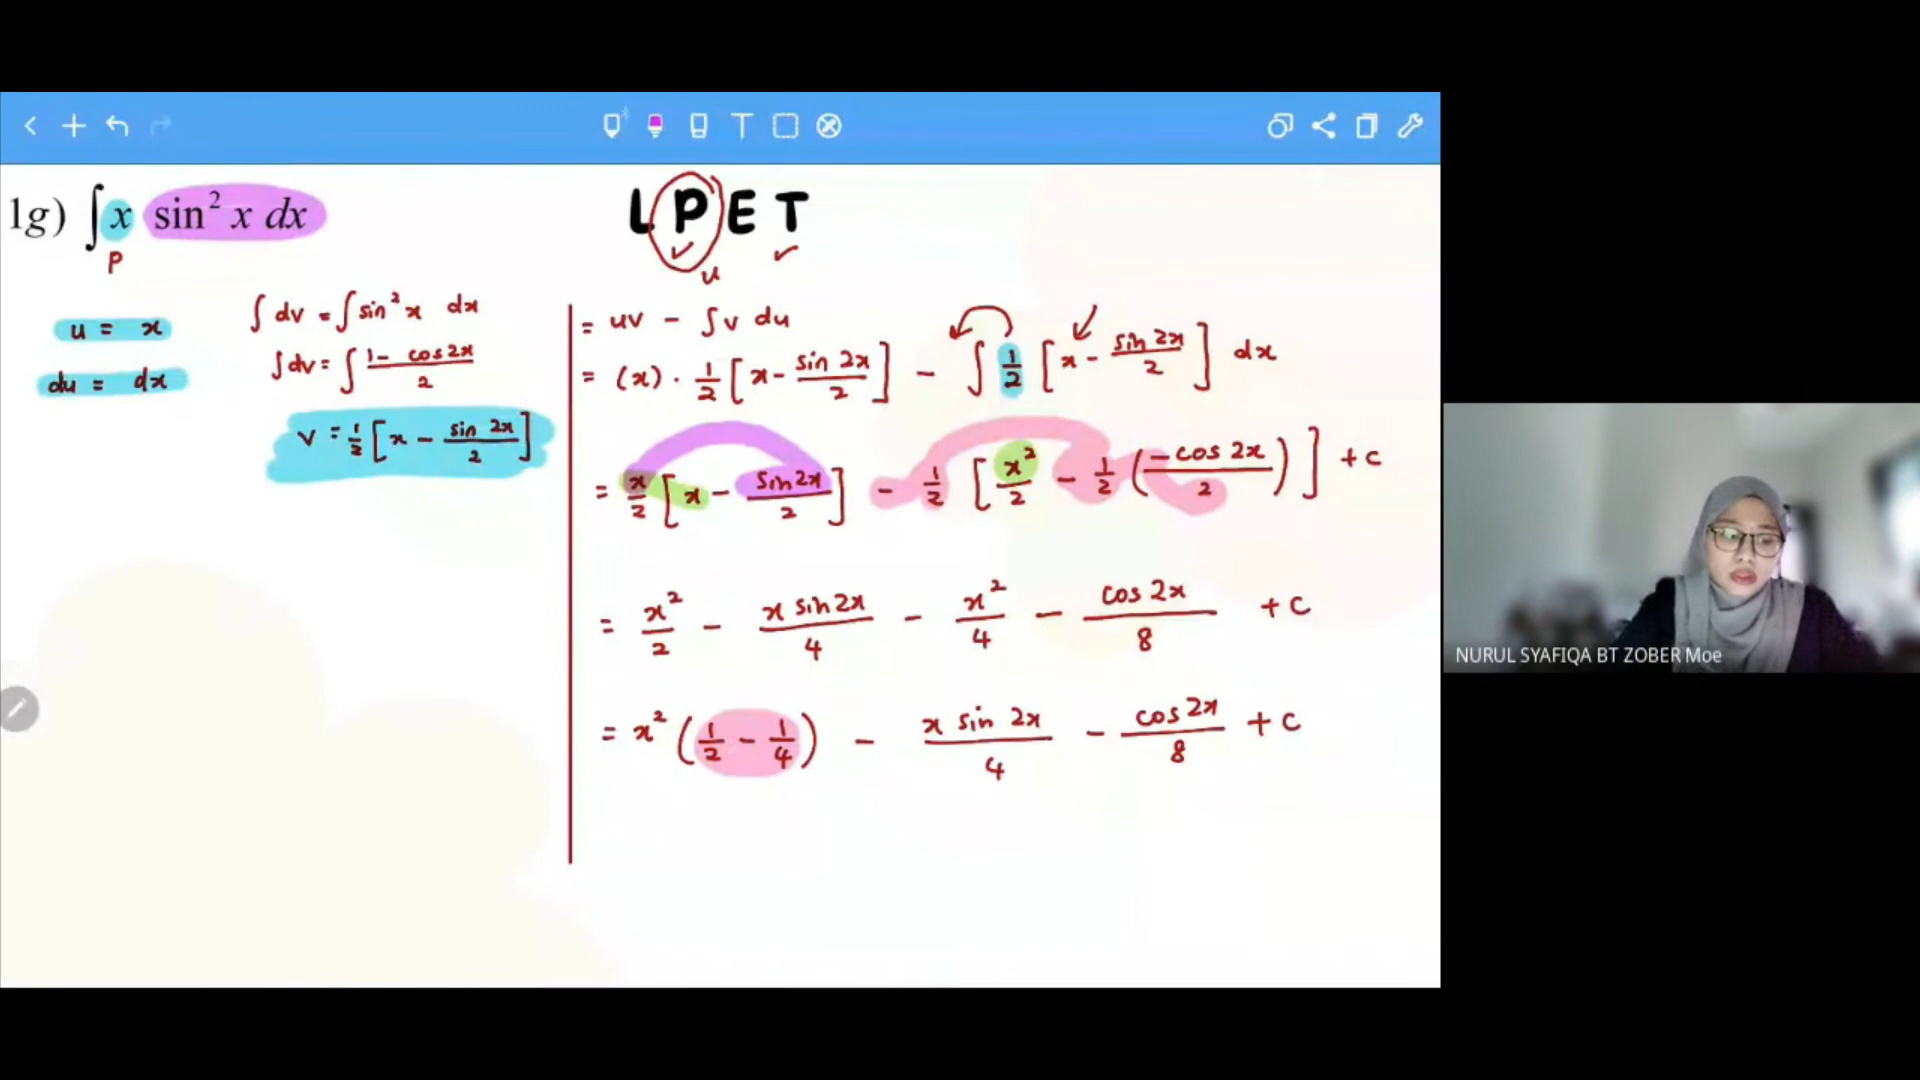 1g) ∫ x sin² x dx
P
L P E T
u
u = x
du = dx
∫ dv = ∫ sin² x dx
∫ dv = ∫ (1 - cos 2x)/2
v = 1/2 [x - (sin 2x)/2]
= uv - ∫ v du
= (x) · 1/2 [x - (sin 2x)/2] - ∫ 1/2 [x - (sin 2x)/2] dx
= x/2 [x - (sin 2x)/2] - 1/2 [x²/2 - 1/2 ((-cos 2x)/2)] + c
= x²/2 - (x sin 2x)/4 - x²/4 - (cos 2x)/8 + c
= x² (1/2 - 1/4) - (x sin 2x)/4 - (cos 2x)/8 + c
NURUL SYAFIQA BT ZOBER Moe